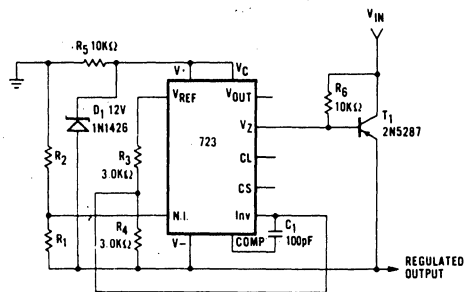 V_IN
R5 10KΩ
V+
VC
D1 12V
1N1426
VREF
VOUT
R6
10KΩ
T1
2N5287
VZ
R2
R3
3.0KΩ
723
CL
CS
R1
N.I.
R4
3.0KΩ
Inv
C1
100pF
V-
COMP
REGULATED
OUTPUT